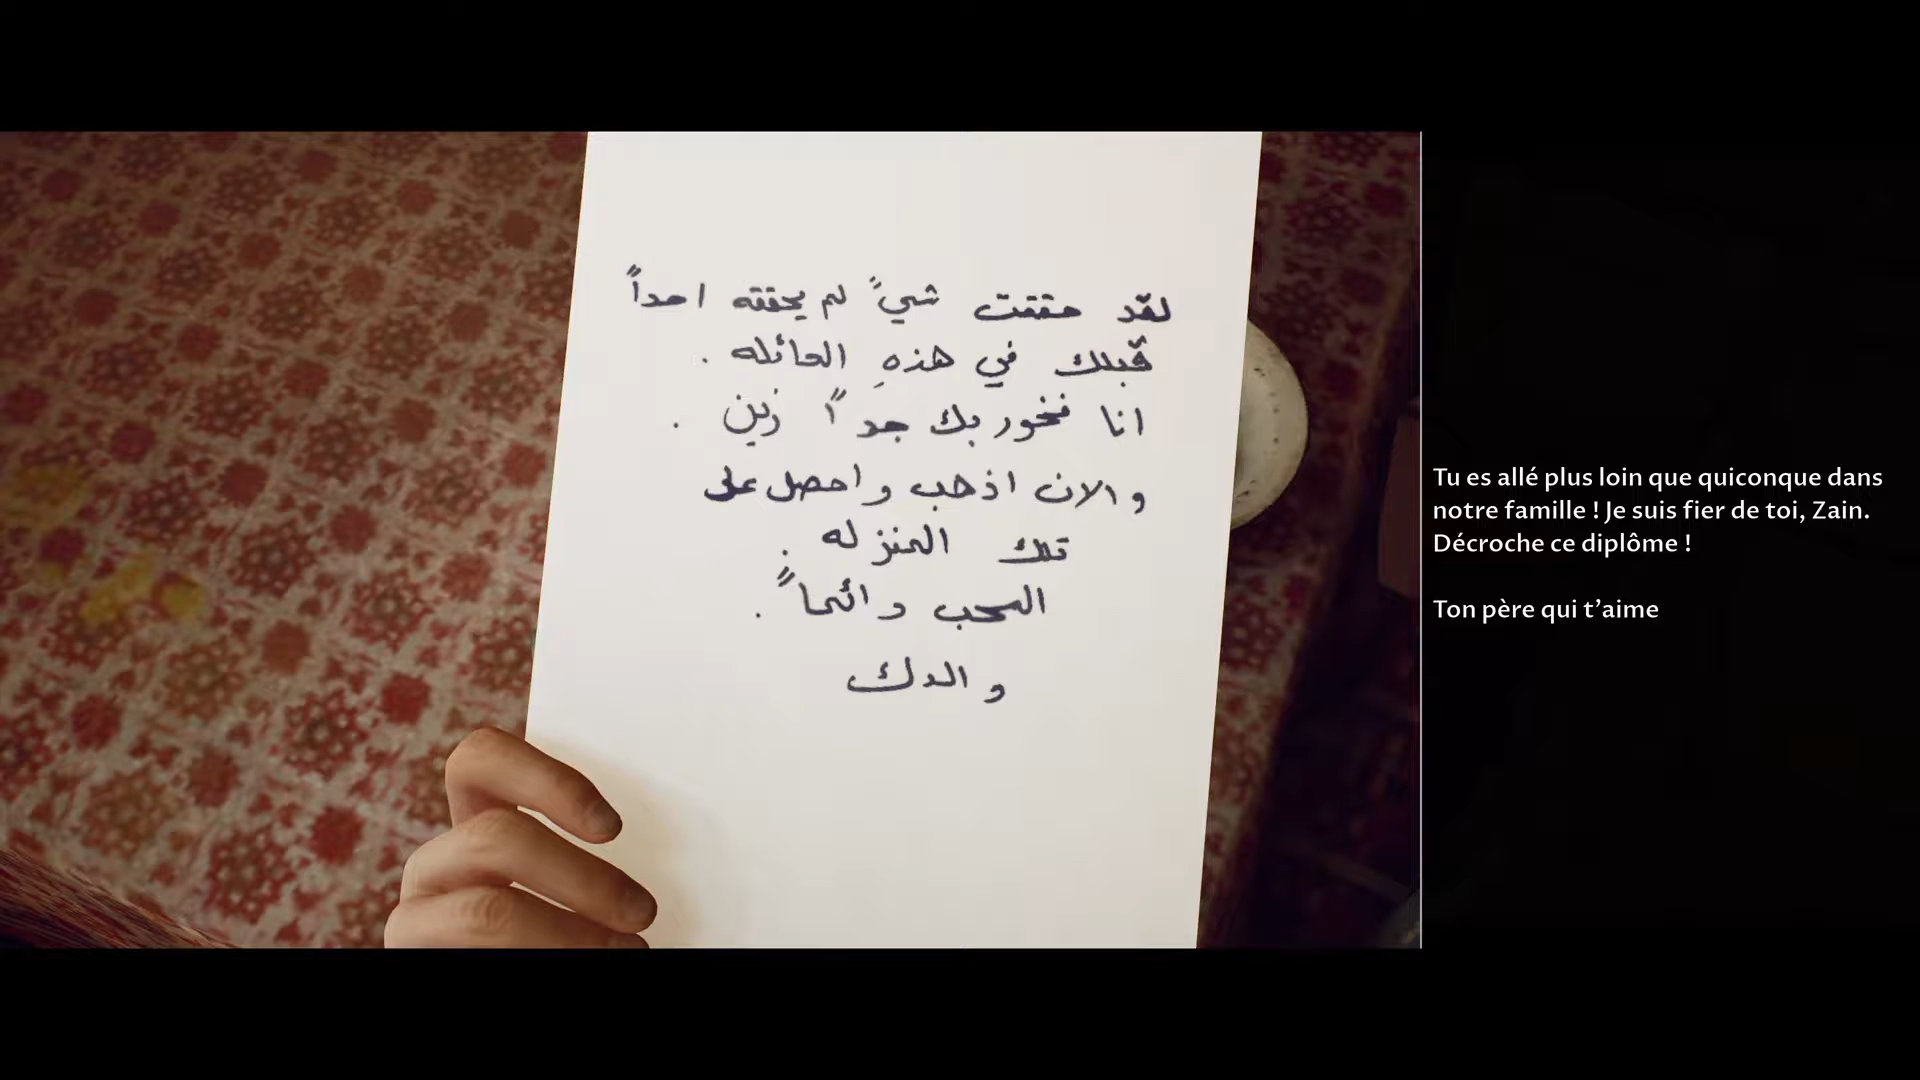 لقد حققت شيً لم يحققه احداً
قبلك في هذهِ العائله .
انا فخور بك جداً زين .
والان اذهب واحصل على
تلك المنزله .
المحب دائماً .
والدك
Tu es allé plus loin que quiconque dans
notre famille ! Je suis fier de toi, Zain.
Décroche ce diplôme !
Ton père qui t’aime